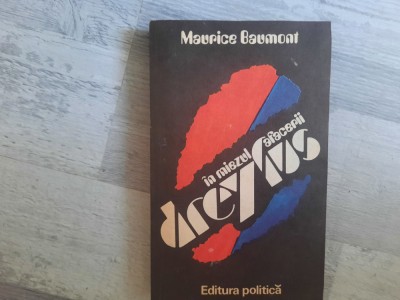 Maurice Baumont
în miezul afacerii
dreyfus
Editura politică